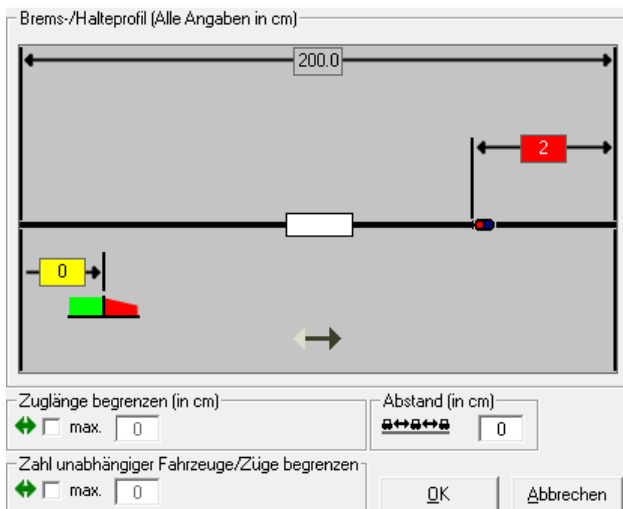 Brems-/Halteprofil (Alle Angaben in cm)
200.0
2
0
Zuglänge begrenzen (in cm)
max. 0
Abstand (in cm)
0
Zahl unabhängiger Fahrzeuge/Züge begrenzen
max. 0
OK
Abbrechen